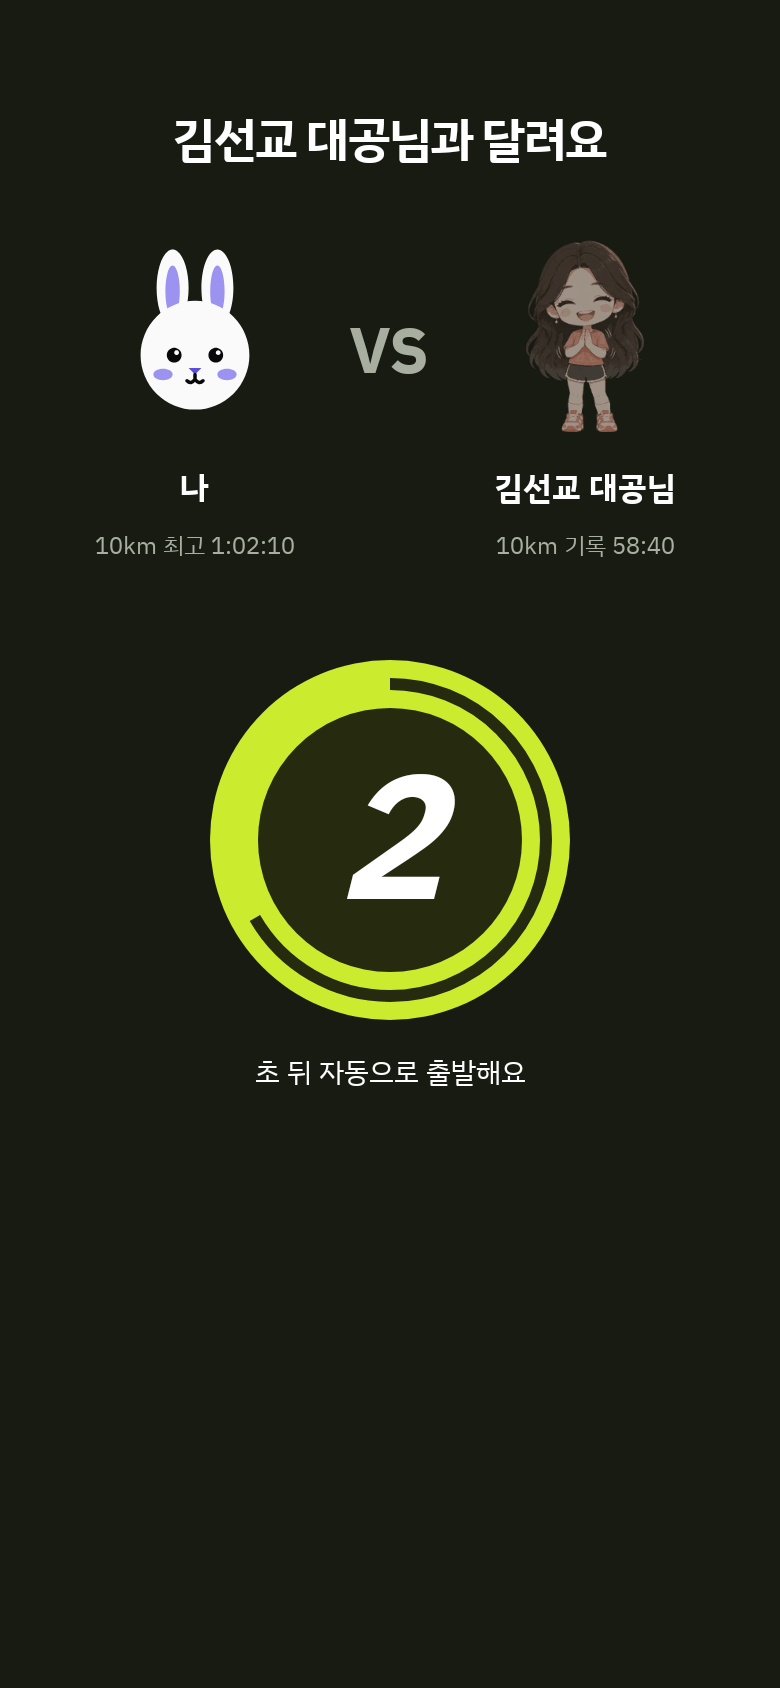 김선교 대공님과 달려요
VS
나
김선교 대공님
10km 최고 1:02:10
10km 기록 58:40
2
초 뒤 자동으로 출발해요